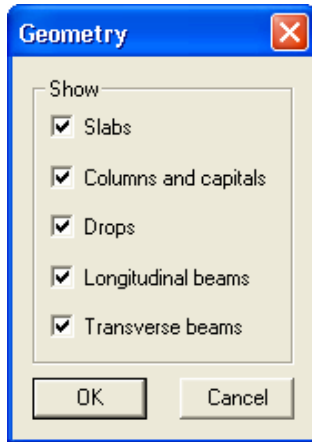 Geometry
Show
Slabs
Columns and capitals
Drops
Longitudinal beams
Transverse beams
OK
Cancel